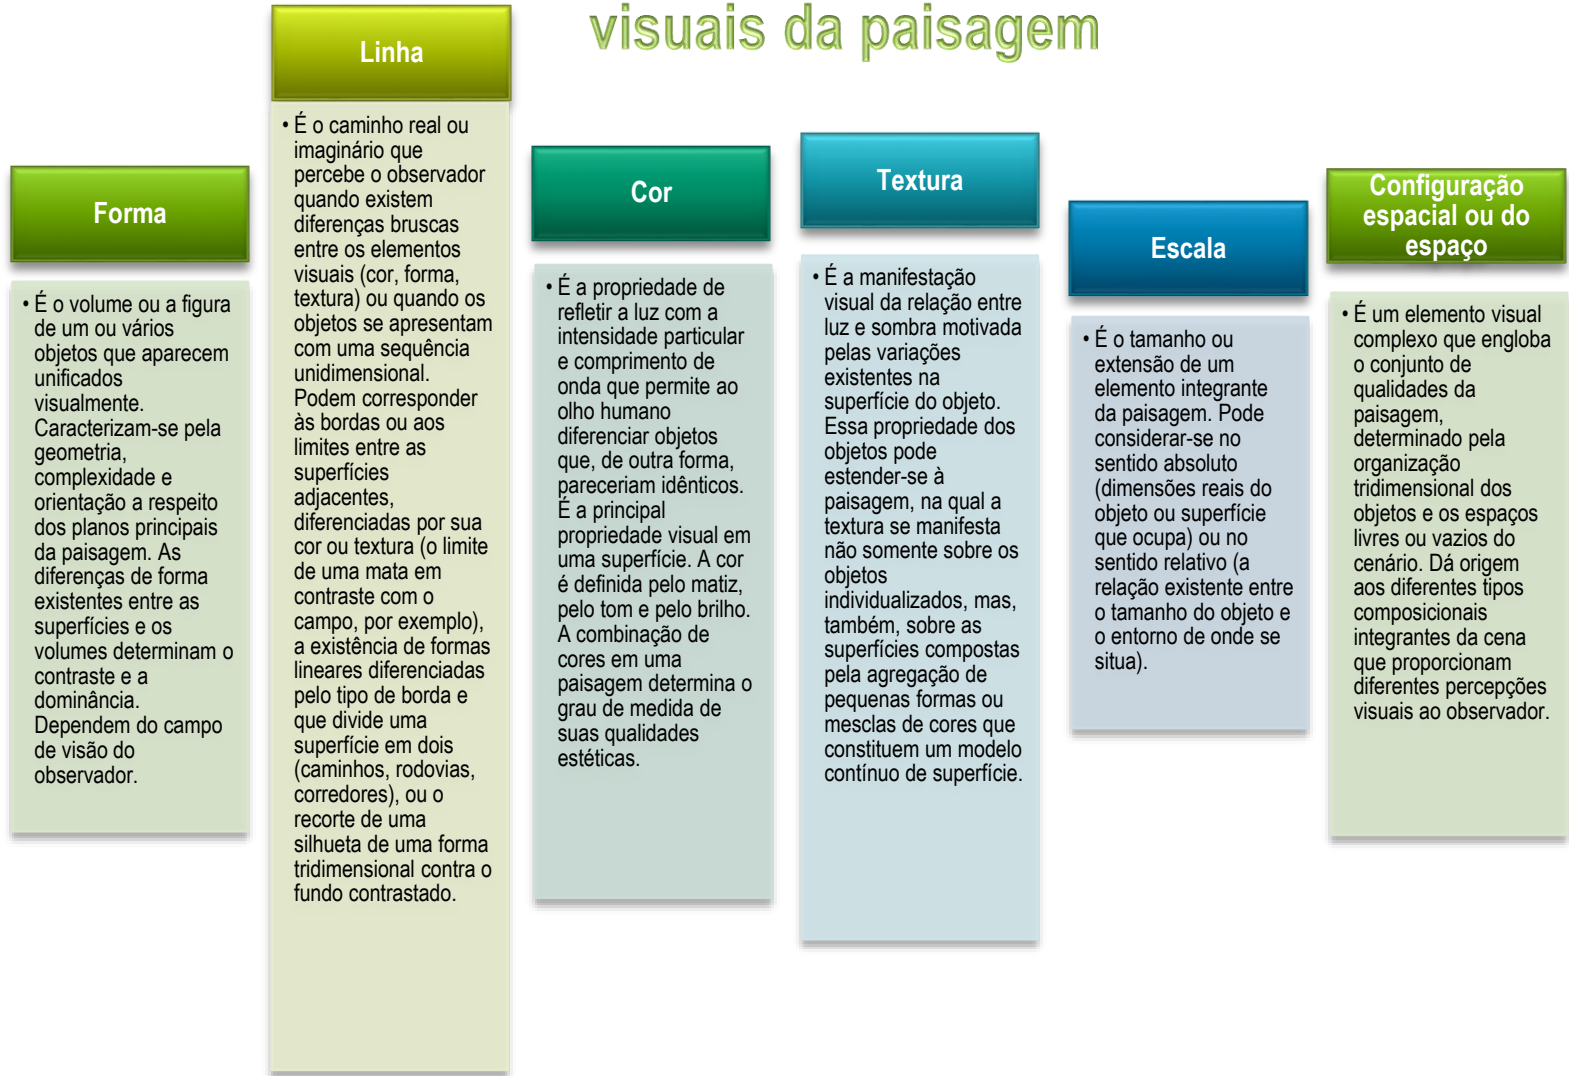 visuais da paisagem
Forma
• É o volume ou a figura
de um ou vários
objetos que aparecem
unificados
visualmente.
Caracterizam-se pela
geometria,
complexidade e
orientação a respeito
dos planos principais
da paisagem. As
diferenças de forma
existentes entre as
superfícies e os
volumes determinam o
contraste e a
dominância.
Dependem do campo
de visão do
observador.
Linha
• É o caminho real ou
imaginário que
percebe o observador
quando existem
diferenças bruscas
entre os elementos
visuais (cor, forma,
textura) ou quando os
objetos se apresentam
com uma sequência
unidimensional.
Podem corresponder
às bordas ou aos
limites entre as
superfícies
adjacentes,
diferenciadas por sua
cor ou textura (o limite
de uma mata em
contraste com o
campo, por exemplo),
a existência de formas
lineares diferenciadas
pelo tipo de borda e
que divide uma
superfície em dois
(caminhos, rodovias,
corredores), ou o
recorte de uma
silhueta de uma forma
tridimensional contra o
fundo contrastado.
Cor
• É a propriedade de
refletir a luz com a
intensidade particular
e comprimento de
onda que permite ao
olho humano
diferenciar objetos
que, de outra forma,
pareceriam idênticos.
É a principal
propriedade visual em
uma superfície. A cor
é definida pelo matiz,
pelo tom e pelo brilho.
A combinação de
cores em uma
paisagem determina o
grau de medida de
suas qualidades
estéticas.
Textura
• É a manifestação
visual da relação entre
luz e sombra motivada
pelas variações
existentes na
superfície do objeto.
Essa propriedade dos
objetos pode
estender-se à
paisagem, na qual a
textura se manifesta
não somente sobre os
objetos
individualizados, mas,
também, sobre as
superfícies compostas
pela agregação de
pequenas formas ou
mesclas de cores que
constituem um modelo
contínuo de superfície.
Escala
• É o tamanho ou
extensão de um
elemento integrante
da paisagem. Pode
considerar-se no
sentido absoluto
(dimensões reais do
objeto ou superfície
que ocupa) ou no
sentido relativo (a
relação existente entre
o tamanho do objeto e
o entorno de onde se
situa).
Configuração
espacial ou do
espaço
• É um elemento visual
complexo que engloba
o conjunto de
qualidades da
paisagem,
determinado pela
organização
tridimensional dos
objetos e os espaços
livres ou vazios do
cenário. Dá origem
aos diferentes tipos
composicionais
integrantes da cena
que proporcionam
diferentes percepções
visuais ao observador.